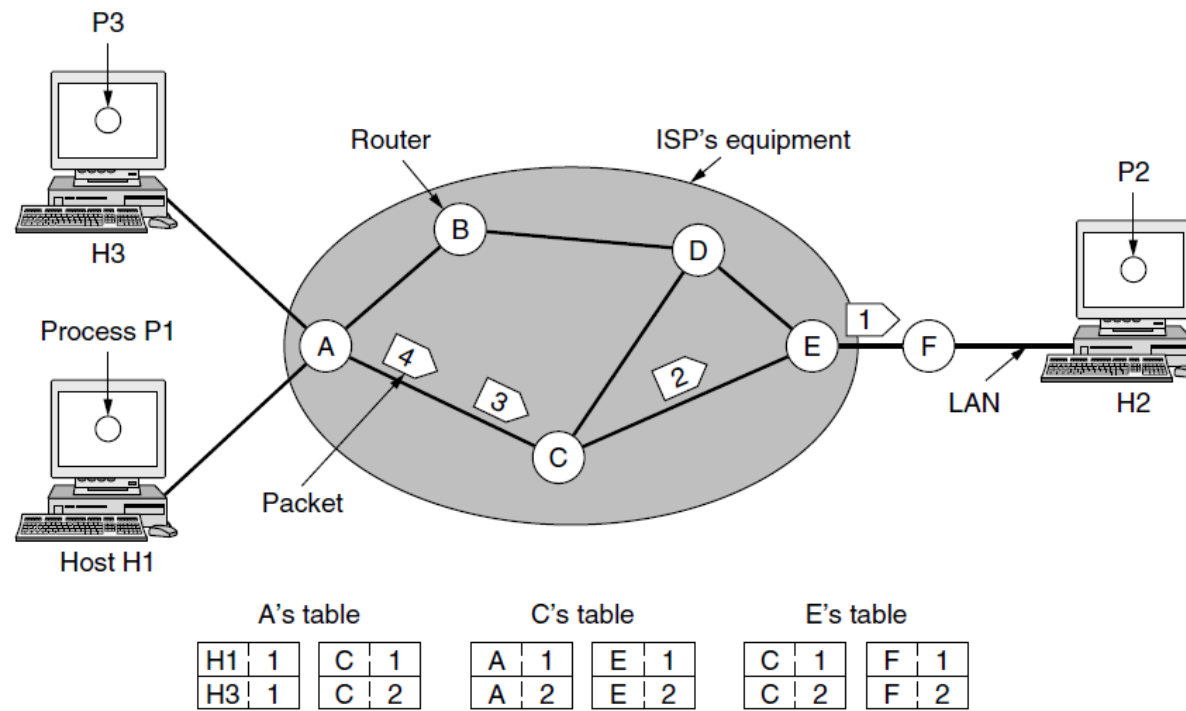 P3
Router
ISP's equipment
P2
B
D
H3
Process P1
A
4
3
2
1
E
F
C
LAN
H2
Packet
Host H1
A's table
C's table
E's table
H1 1 C 1 A 1 E 1 C 1 F 1
H3 1 C 2 A 2 E 2 C 2 F 2